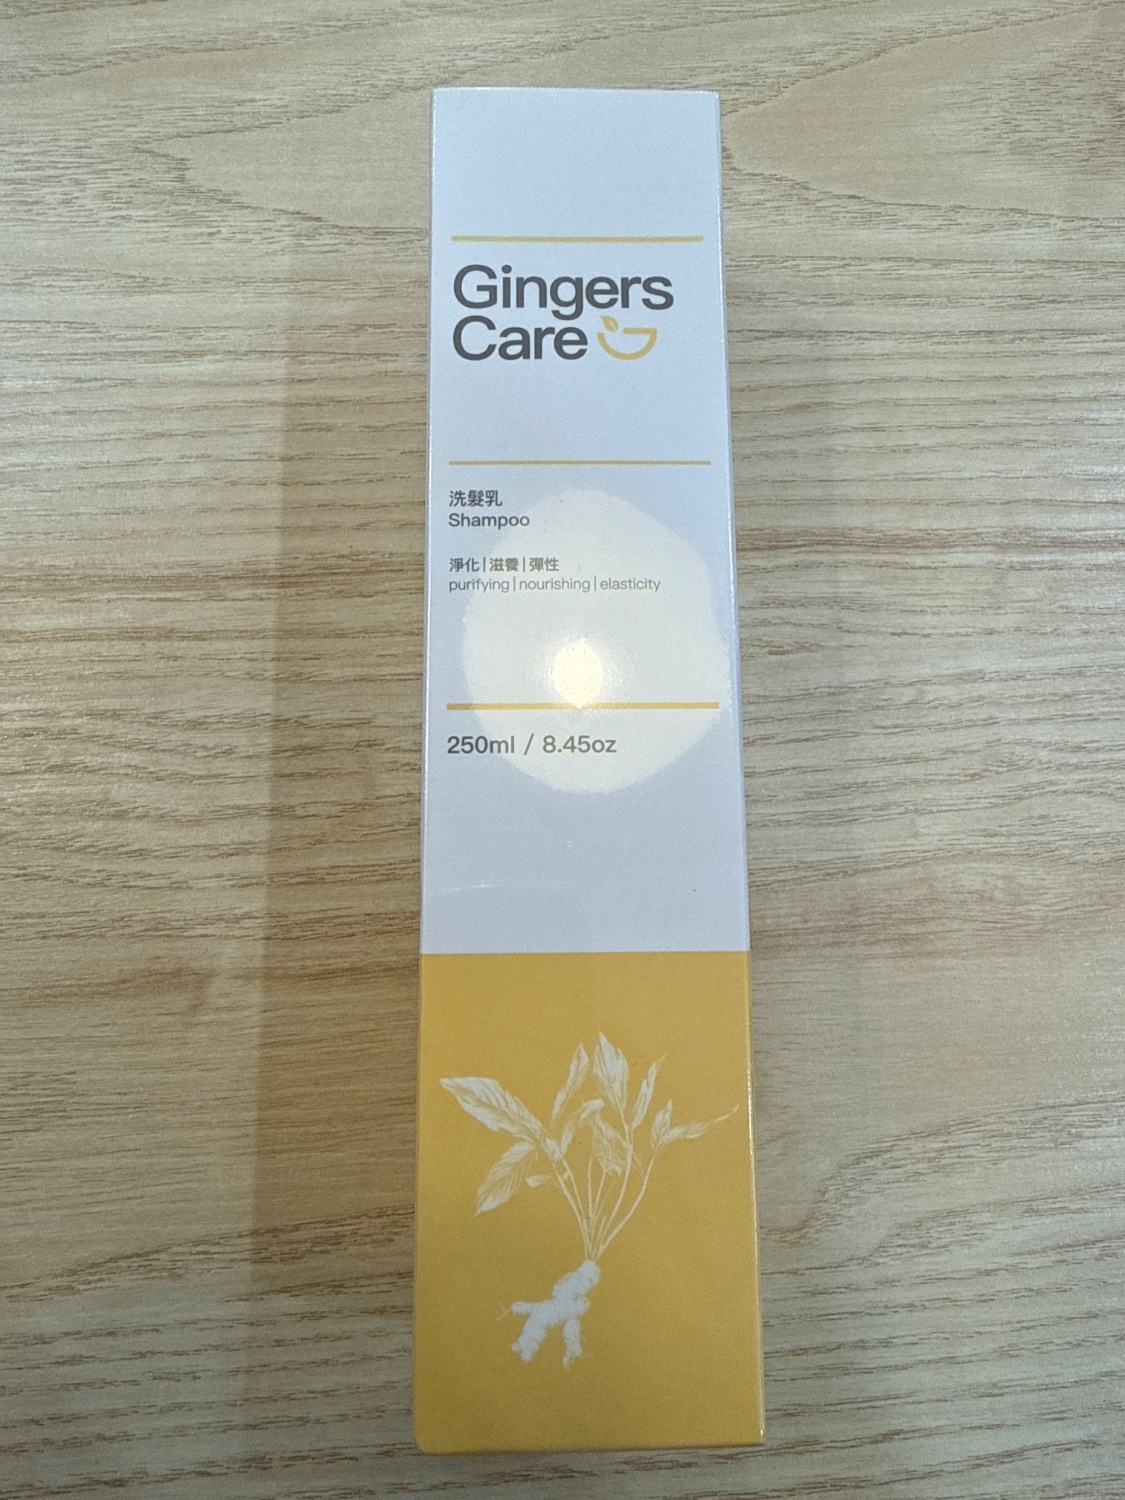 Gingers
Care
洗髮乳
Shampoo
淨化|滋養|彈性
purifying|nourishing|elasticity
250ml / 8.45oz